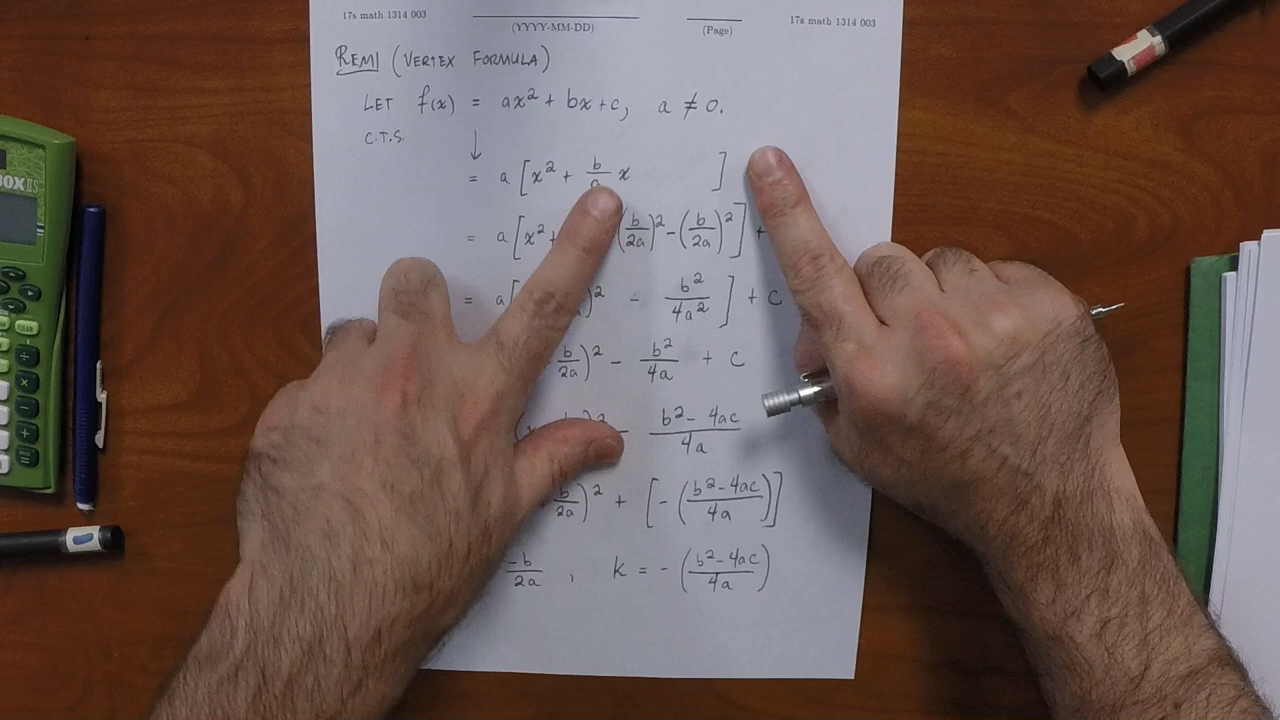 17s math 1314 003 (YYYY-MM-DD) (Page) 17s math 1314 003
REM1 (VERTEX FORMULA)
LET f(x) = ax² + bx + c, a ≠ 0.
C.T.S. ↓
= a [ x² + b/a x ]
= a [ x² + (b/2a)² - (b/2a)² ] +
= a [ )² - b²/4a² ] + c
b/2a )² - b²/4a + c
)² - b² - 4ac/4a
+ b/2a )² + [ - ( b² - 4ac/4a ) ]
-b/2a , k = - ( b² - 4ac/4a )
CLEAR